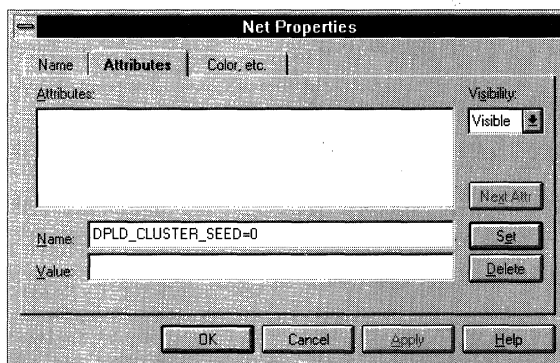 Net Properties
Name Attributes Color, etc.
Attributes: Visibility:
Visible
Next Attr
Name: DPLD_CLUSTER_SEED=0 Set
Value: Delete
OK Cancel Apply Help